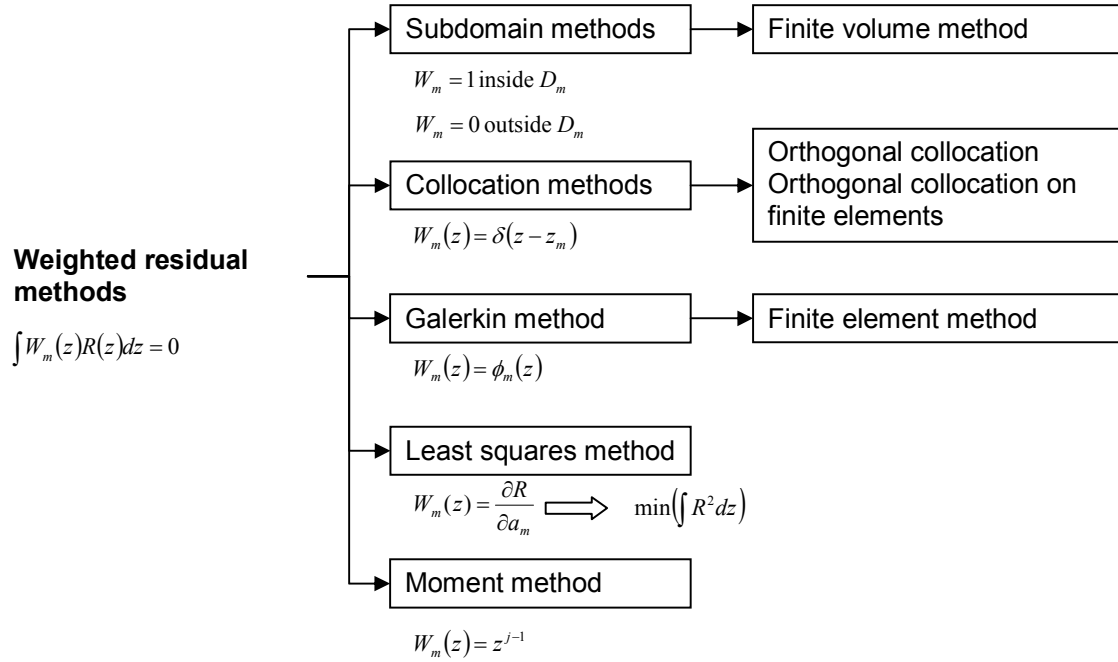 Subdomain methods
Finite volume method
W_m = 1 inside D_m
W_m = 0 outside D_m
Collocation methods
Orthogonal collocation
Orthogonal collocation on
finite elements
W_m(z) = δ(z − z_m)
Weighted residual
methods
∫W_m(z)R(z)dz = 0
Galerkin method
Finite element method
W_m(z) = ϕ_m(z)
Least squares method
W_m(z) = ∂R/∂a_m ⇒ min(∫R²dz)
Moment method
W_m(z) = z^{j−1}